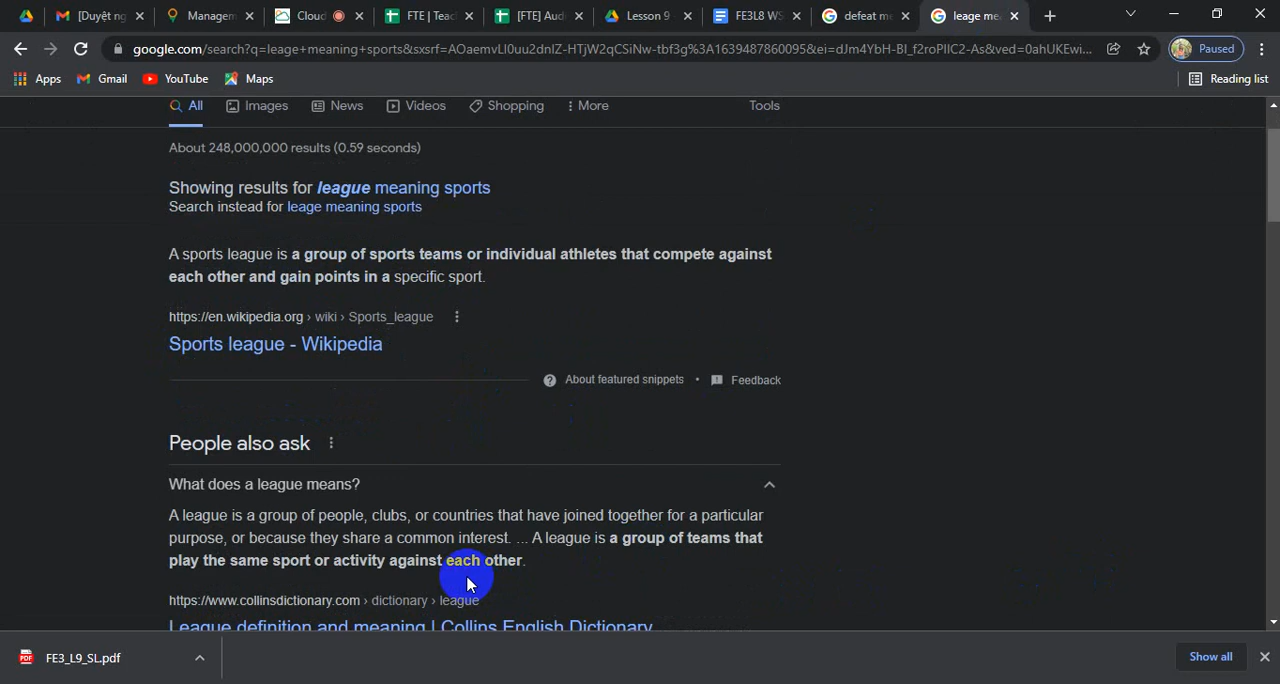 [Duyệt ng
Managem
Cloud
FTE | Teac
[FTE] Aud
Lesson 9 -
FE3L8 WS
defeat me
leage mea
google.com/search?q=leage+meaning+sports&sxsrf=AOaemvLl0uu2dnIZ-HTjW2qCSiNw-tbf3g%3A1639487860095&ei=dJm4YbH-BI_f2roPlIC2-As&ved=0ahUKEwi...
Paused
Apps
Gmail
YouTube
Maps
Reading list
All
Images
News
Videos
Shopping
More
Tools
About 248,000,000 results (0.59 seconds)
Showing results for league meaning sports
Search instead for leage meaning sports
A sports league is a group of sports teams or individual athletes that compete against
each other and gain points in a specific sport.
https://en.wikipedia.org › wiki › Sports_league
Sports league - Wikipedia
About featured snippets • Feedback
People also ask
What does a league means?
A league is a group of people, clubs, or countries that have joined together for a particular
purpose, or because they share a common interest. ... A league is a group of teams that
play the same sport or activity against each other.
https://www.collinsdictionary.com › dictionary › league
League definition and meaning | Collins English Dictionary
FE3_L9_SL.pdf
Show all